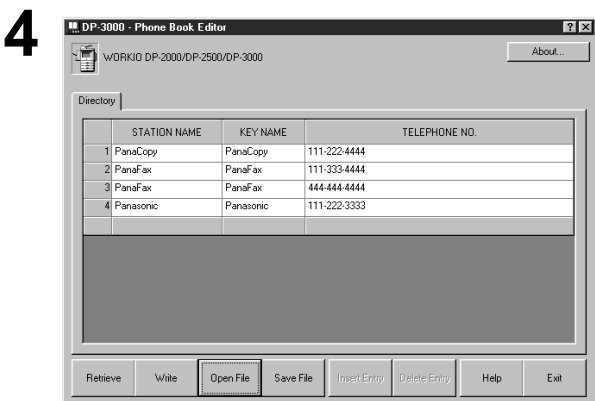 4
DP-3000 - Phone Book Editor
WORKIO DP-2000/DP-2500/DP-3000
About...
Directory
STATION NAME KEY NAME TELEPHONE NO.
1 PanaCopy PanaCopy 111-222-4444
2 PanaFax PanaFax 111-333-4444
3 PanaFax PanaFax 444-444-4444
4 Panasonic Panasonic 111-222-3333
Retrieve Write Open File Save File Insert Entry Delete Entry Help Exit